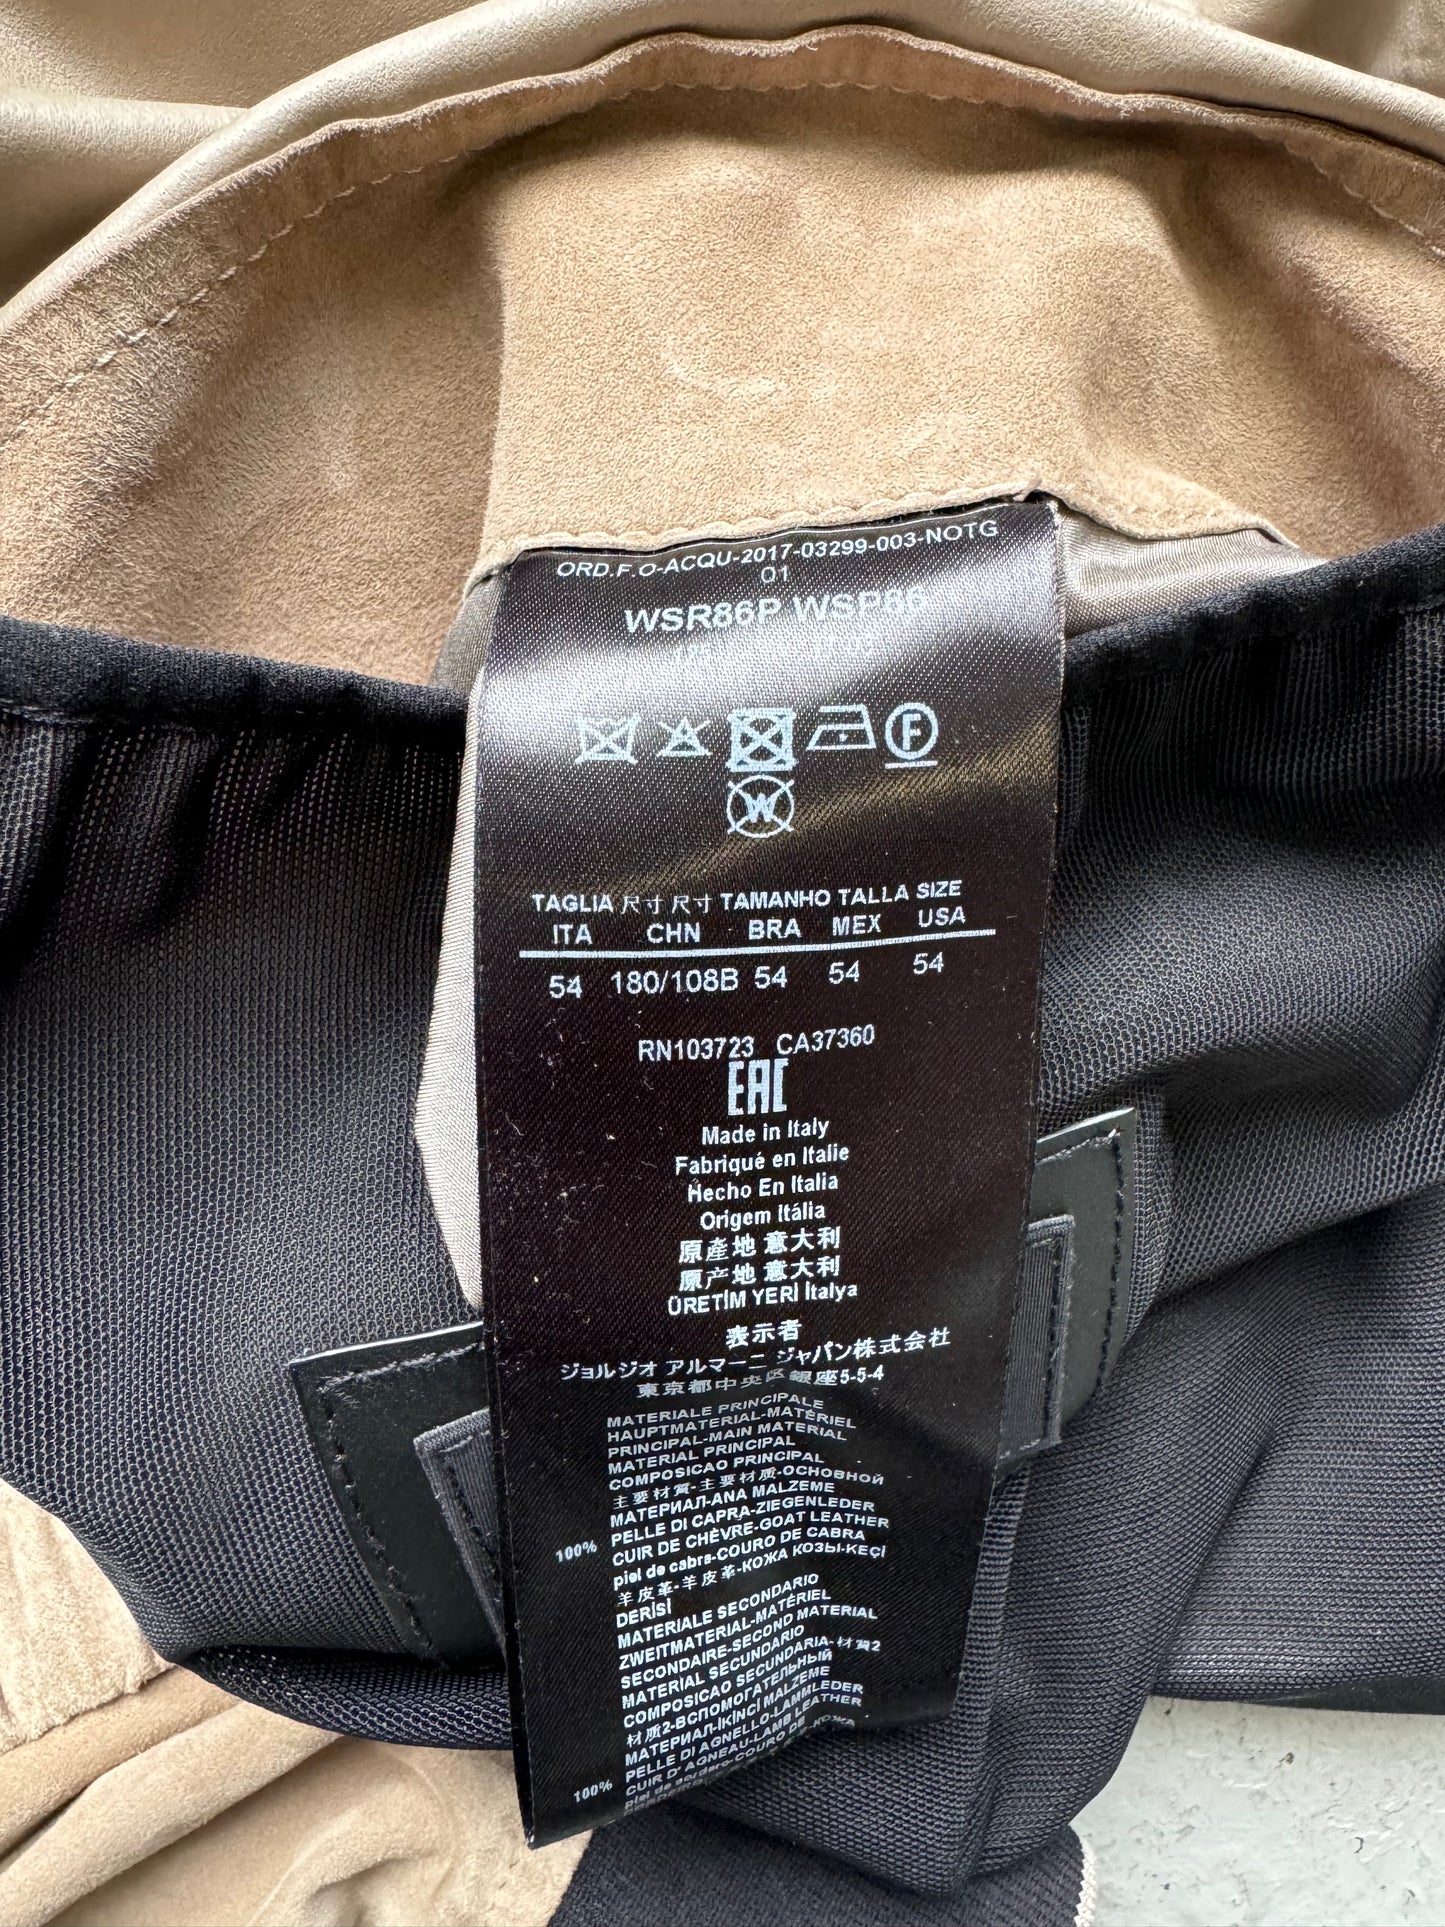 ORD.F.O-ACQU-2017-03299-003-NOTG
01
WSR86P WSP86
F
W
TAGLIA 尺寸 尺寸 TAMANHO TALLA SIZE
ITA CHN BRA MEX USA
54 180/108B 54 54 54
RN103723 CA37360
EAC
Made in Italy
Fabriqué en Italie
Hecho En Italia
Origem Itália
原產地 意大利
原产地 意大利
ÜRETİM YERİ İtalya
表示者
ジョルジオ アルマーニ ジャパン株式会社
東京都中央区銀座5-5-4
MATERIALE PRINCIPALE
HAUPTMATERIAL-MATÉRIEL
PRINCIPAL-MAIN MATERIAL
MATERIAL PRINCIPAL
COMPOSICAO PRINCIPAL
主要材質-主要材质-ОСНОВНОЙ
МАТЕРИАЛ-ANA MALZEME
PELLE DI CAPRA-ZIEGENLEDER
100% CUIR DE CHÈVRE-GOAT LEATHER
piel de cabra-COURO DE CABRA
羊皮革-羊皮革-КОЖА КОЗЫ-KEÇİ
DERİSİ
MATERIALE SECONDARIO
ZWEITMATERIAL-MATÉRIEL
SECONDAIRE-SECOND MATERIAL
MATERIAL SECUNDARIO
COMPOSICAO SECUNDARIA-材質2
材质2-ВСПОМОГАТЕЛЬНЫЙ
МАТЕРИАЛ-İKİNCİ MALZEME
PELLE DI AGNELLO-LAMMLEDER
100% CUIR D'AGNEAU-LAMB LEATHER
piel de cordero-COURO DE